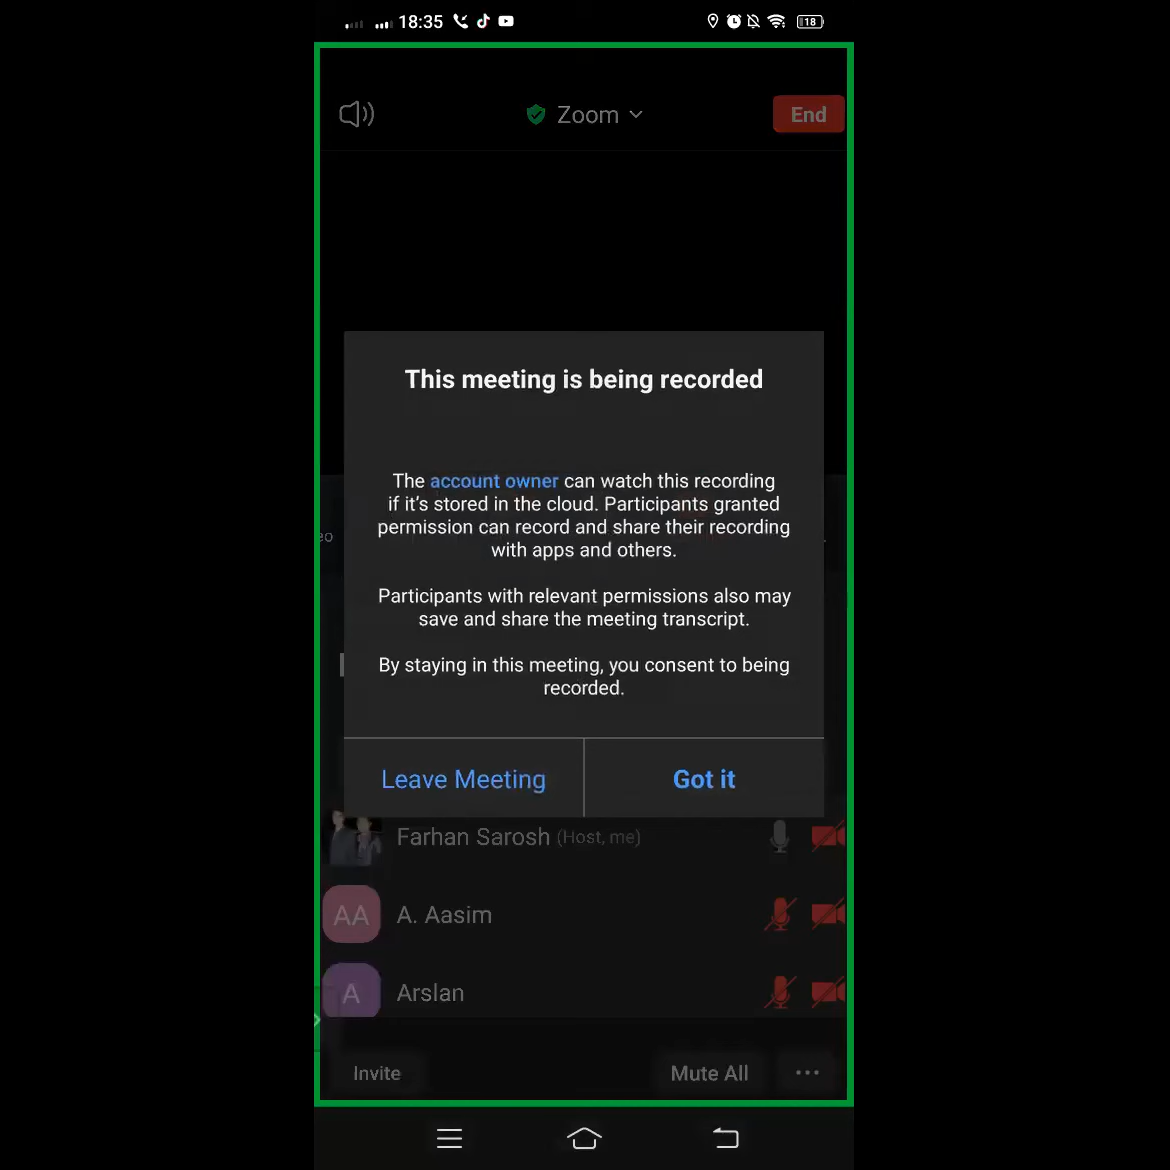 18:35
18
Zoom
End
This meeting is being recorded
The account owner can watch this recording
if it's stored in the cloud. Participants granted
permission can record and share their recording
with apps and others.
Participants with relevant permissions also may
save and share the meeting transcript.
By staying in this meeting, you consent to being
recorded.
Leave Meeting
Got it
Farhan Sarosh (Host, me)
AA
A. Aasim
A
Arslan
Invite
Mute All